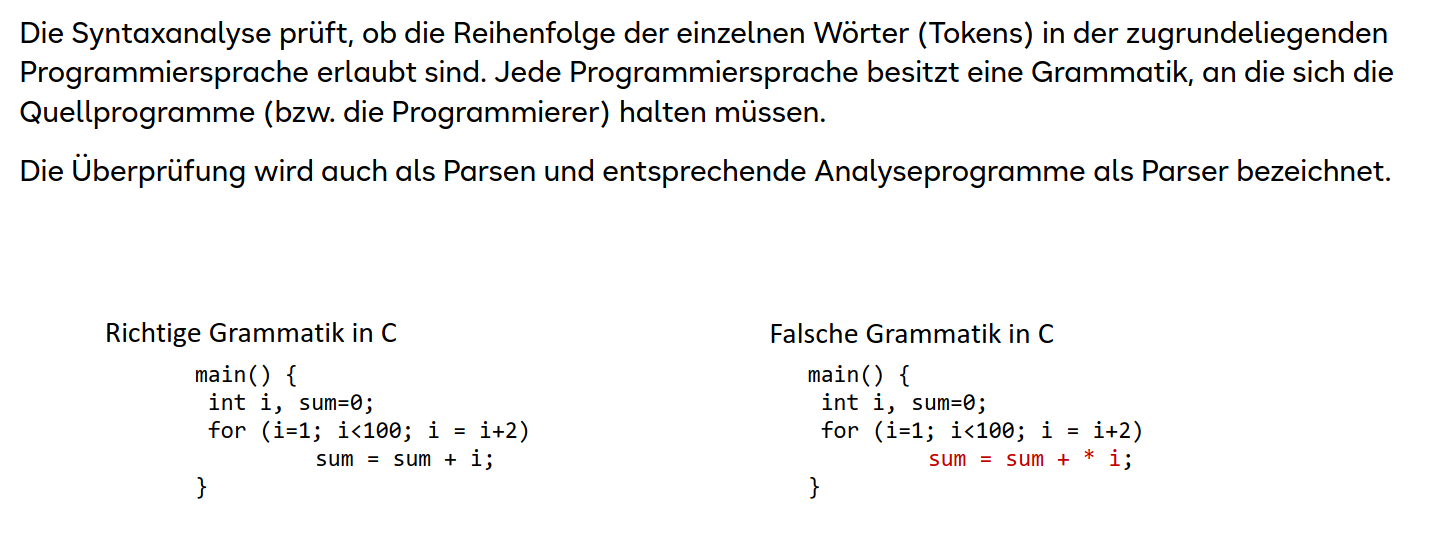 Die Syntaxanalyse prüft, ob die Reihenfolge der einzelnen Wörter (Tokens) in der zugrundeliegenden
Programmiersprache erlaubt sind. Jede Programmiersprache besitzt eine Grammatik, an die sich die
Quellprogramme (bzw. die Programmierer) halten müssen.
Die Überprüfung wird auch als Parsen und entsprechende Analyseprogramme als Parser bezeichnet.
Richtige Grammatik in C
main() {
int i, sum=0;
for (i=1; i<100; i = i+2)
sum = sum + i;
}
Falsche Grammatik in C
main() {
int i, sum=0;
for (i=1; i<100; i = i+2)
sum = sum + * i;
}